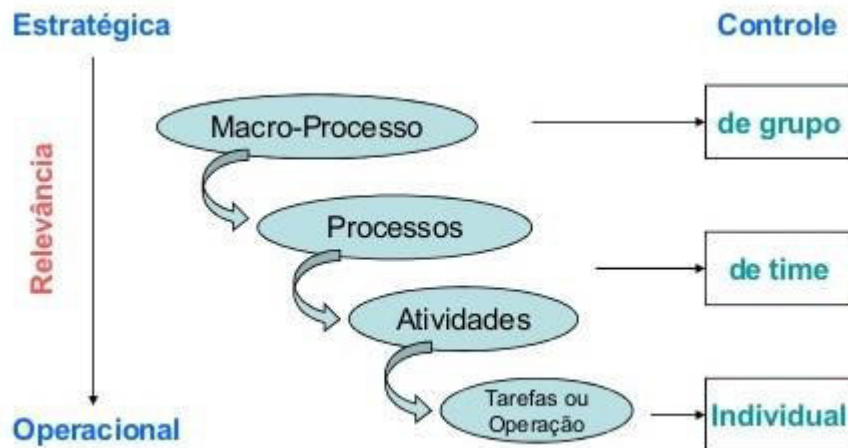 Estratégica
Controle
Macro-Processo
de grupo
Relevância
Processos
de time
Atividades
Tarefas ou
Operação
Individual
Operacional